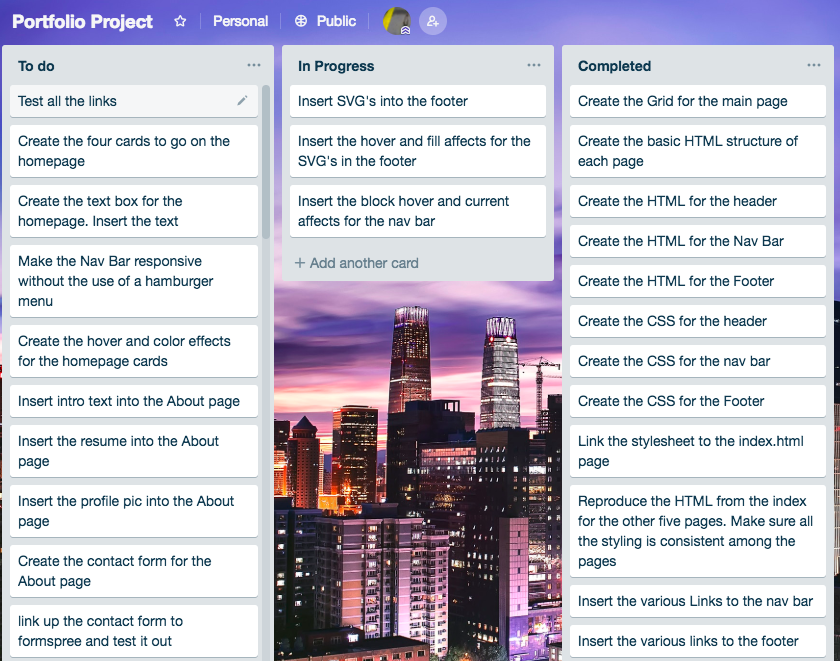 Portfolio Project
Personal
Public
To do
Test all the links
Create the four cards to go on the
homepage
Create the text box for the
homepage. Insert the text
Make the Nav Bar responsive
without the use of a hamburger
menu
Create the hover and color effects
for the homepage cards
Insert intro text into the About page
Insert the resume into the About
page
Insert the profile pic into the About
page
Create the contact form for the
About page
link up the contact form to
formspree and test it out
In Progress
Insert SVG's into the footer
Insert the hover and fill affects for the
SVG's in the footer
Insert the block hover and current
affects for the nav bar
+ Add another card
Completed
Create the Grid for the main page
Create the basic HTML structure of
each page
Create the HTML for the header
Create the HTML for the Nav Bar
Create the HTML for the Footer
Create the CSS for the header
Create the CSS for the nav bar
Create the CSS for the Footer
Link the stylesheet to the index.html
page
Reproduce the HTML from the index
for the other five pages. Make sure all
the styling is consistent among the
pages
Insert the various Links to the nav bar
Insert the various links to the footer